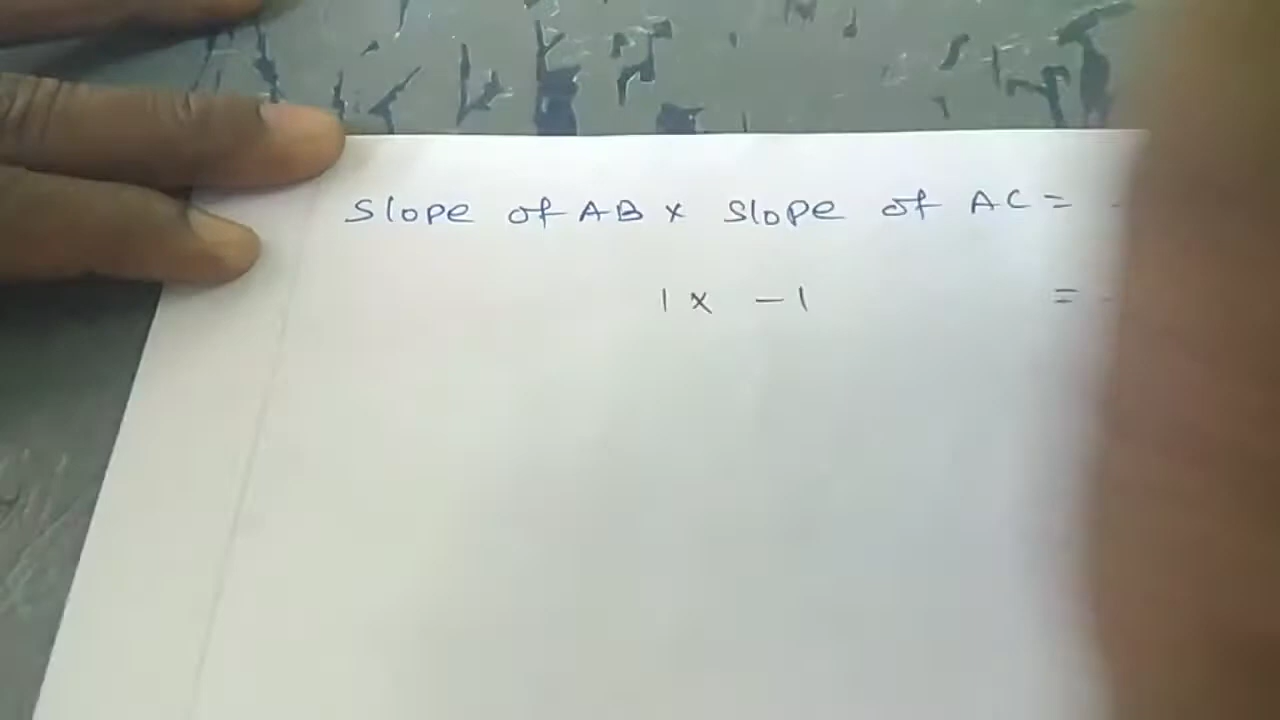 Slope of AB x Slope of AC = -
1 x -1 = -